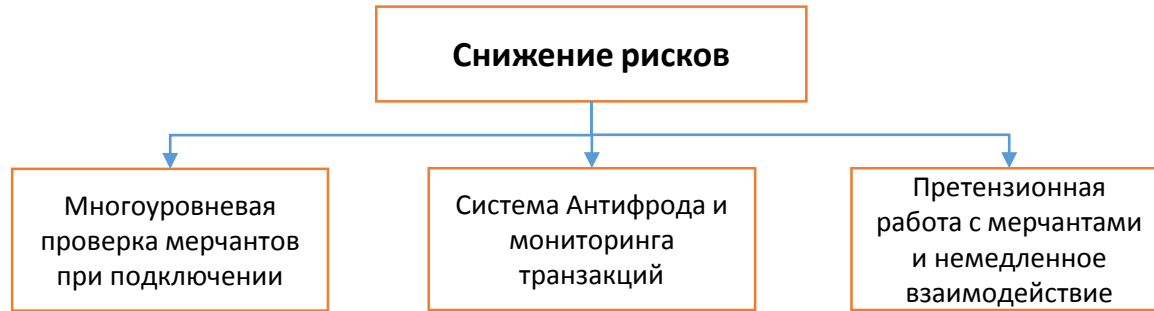 Снижение рисков
Многоуровневая
проверка мерчантов
при подключении
Система Антифрода и
мониторинга
транзакций
Претензионная
работа с мерчантами
и немедленное
взаимодействие